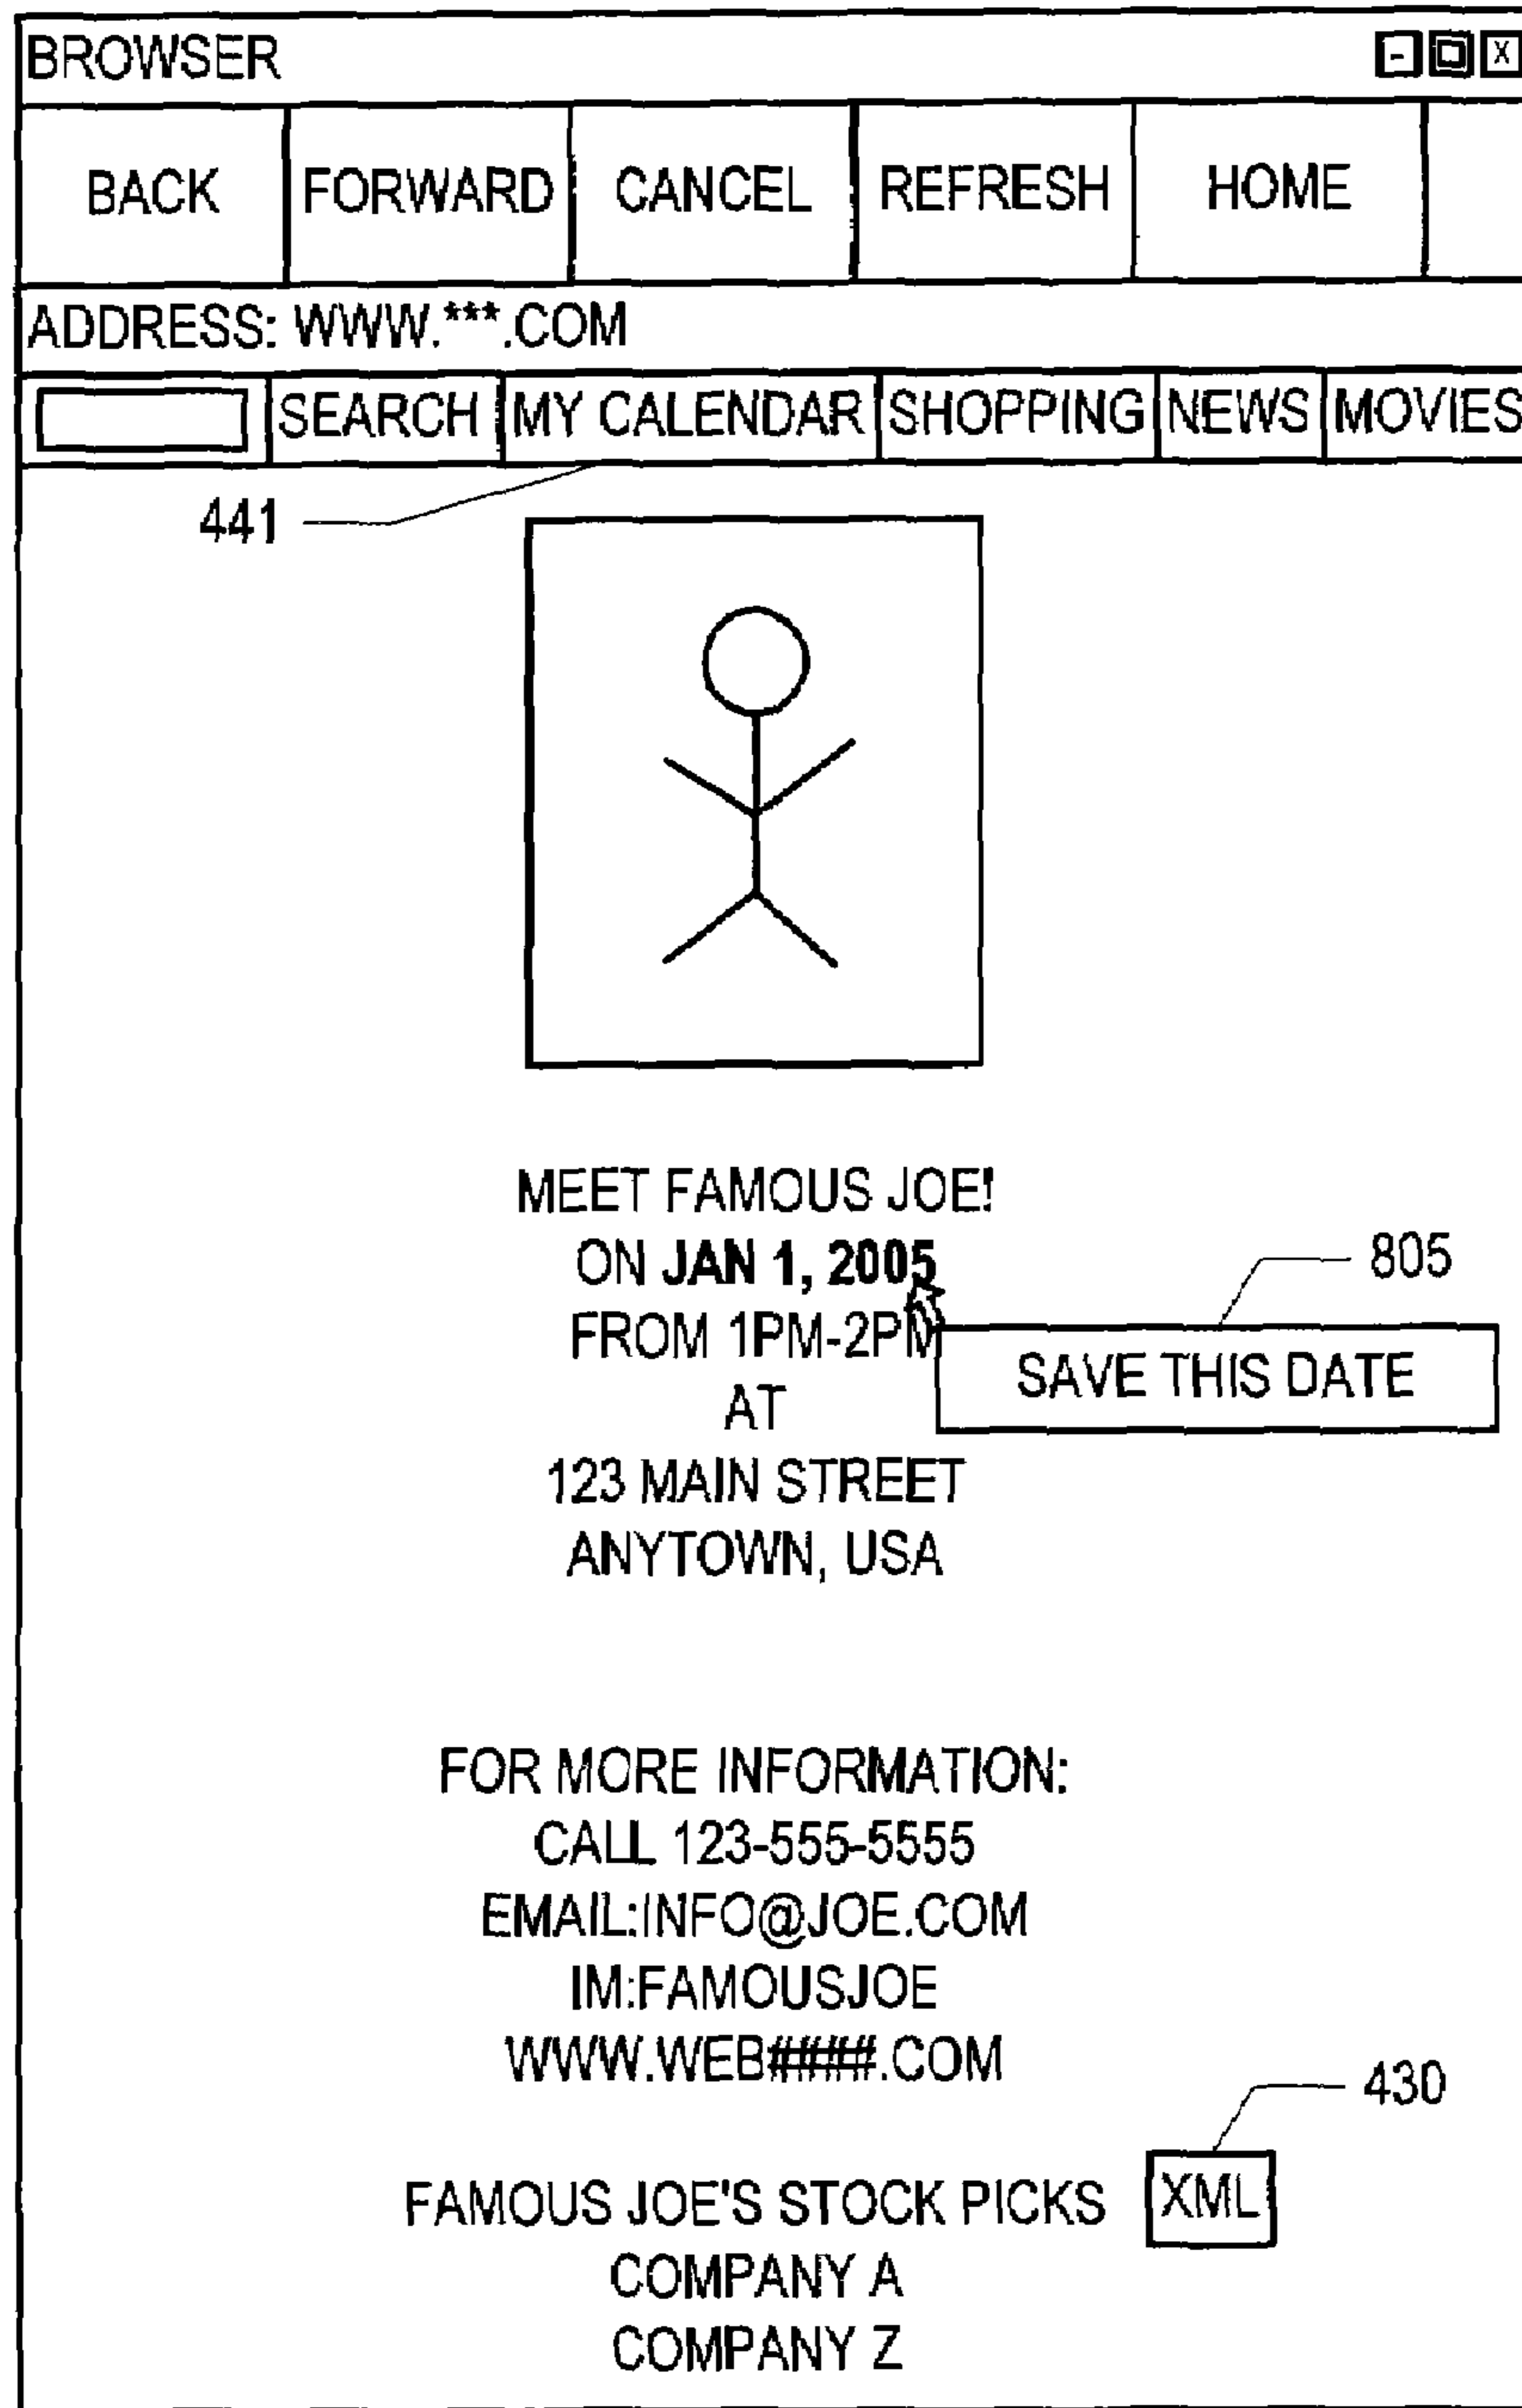 BROWSER - X
BACK FORWARD CANCEL REFRESH HOME
ADDRESS: WWW.***.COM
SEARCH MY CALENDAR SHOPPING NEWS MOVIES
441
MEET FAMOUS JOE!
ON JAN 1, 2005
805
FROM 1PM-2PM
SAVE THIS DATE
AT
123 MAIN STREET
ANYTOWN, USA
FOR MORE INFORMATION:
CALL 123-555-5555
EMAIL:INFO@JOE.COM
IM:FAMOUSJOE
WWW.WEB####.COM
430
FAMOUS JOE'S STOCK PICKS XML
COMPANY A
COMPANY Z